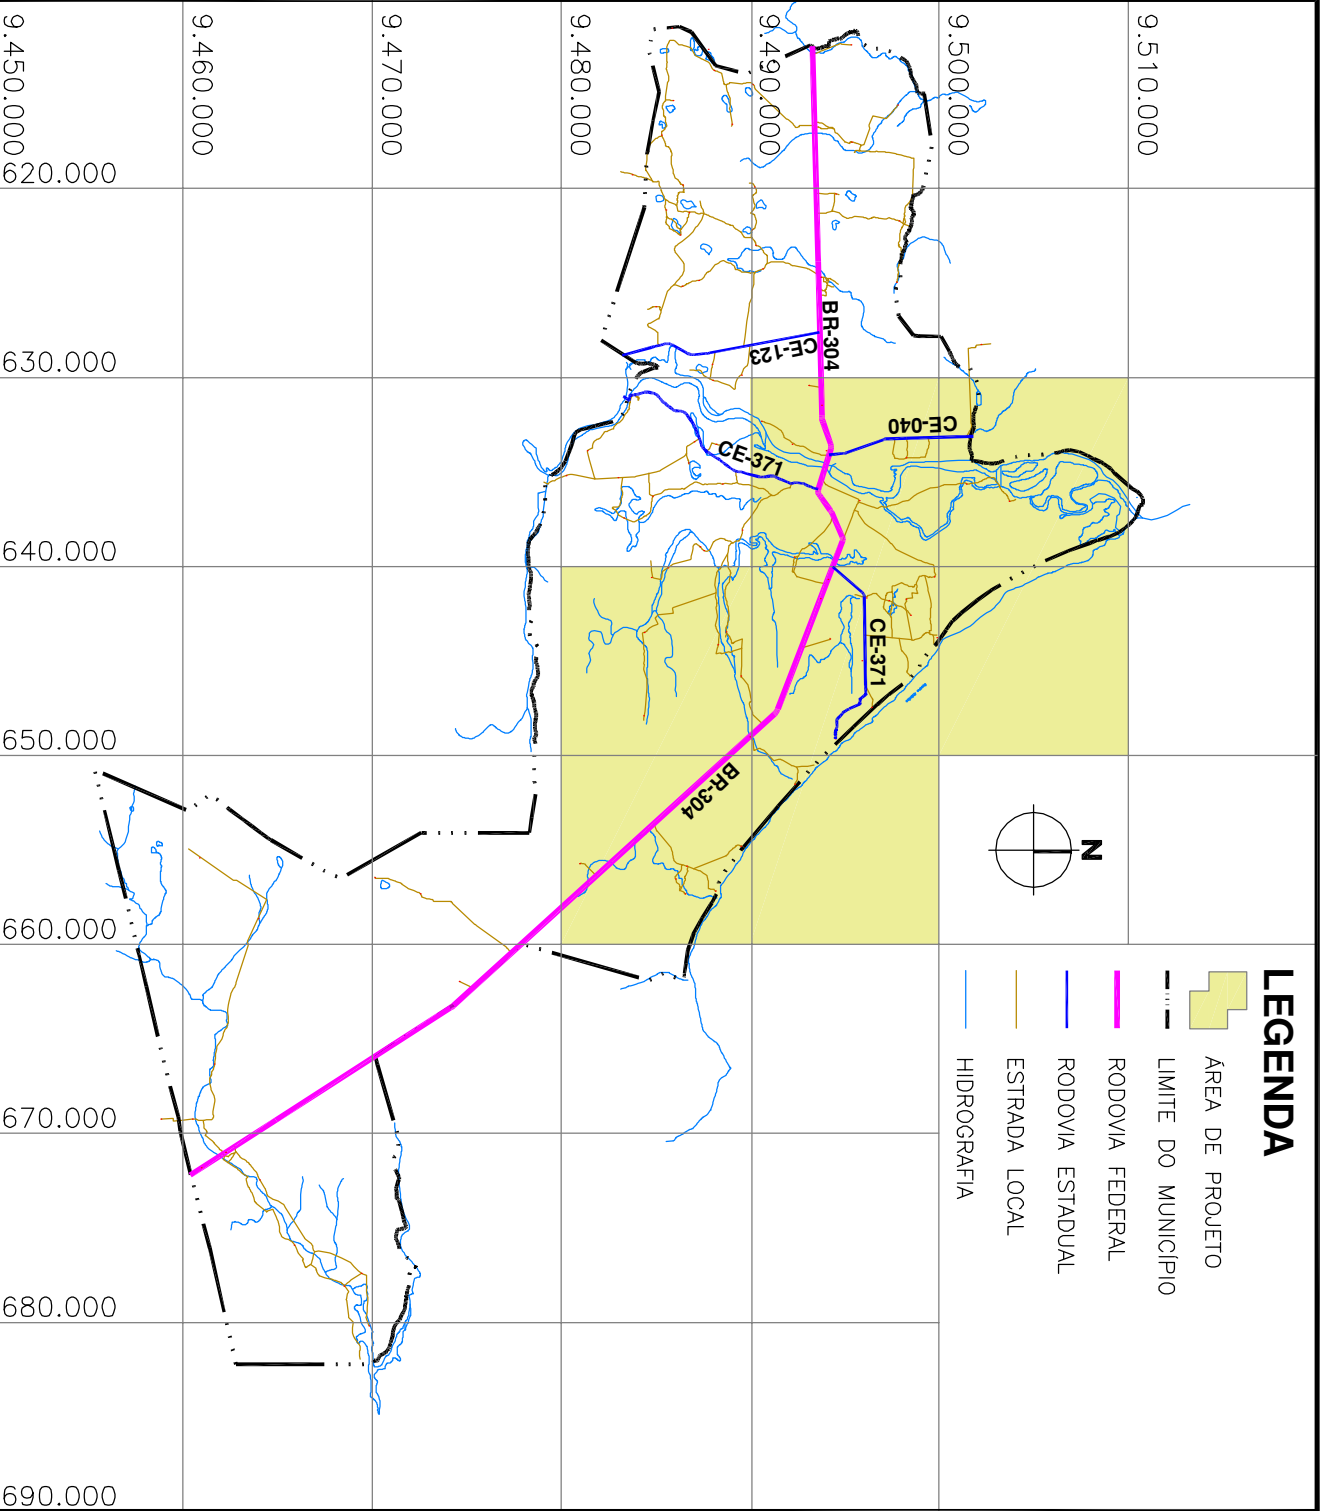 9.450.000
9.460.000
9.470.000
9.480.000
9.490.000
9.500.000
9.510.000
620.000
630.000
640.000
650.000
660.000
670.000
680.000
690.000
BR-304
CE-123
CE-040
CE-371
CE-371
BR-304
N
LEGENDA
ÁREA DE PROJETO
LIMITE DO MUNICÍPIO
RODOVIA FEDERAL
RODOVIA ESTADUAL
ESTRADA LOCAL
HIDROGRAFIA